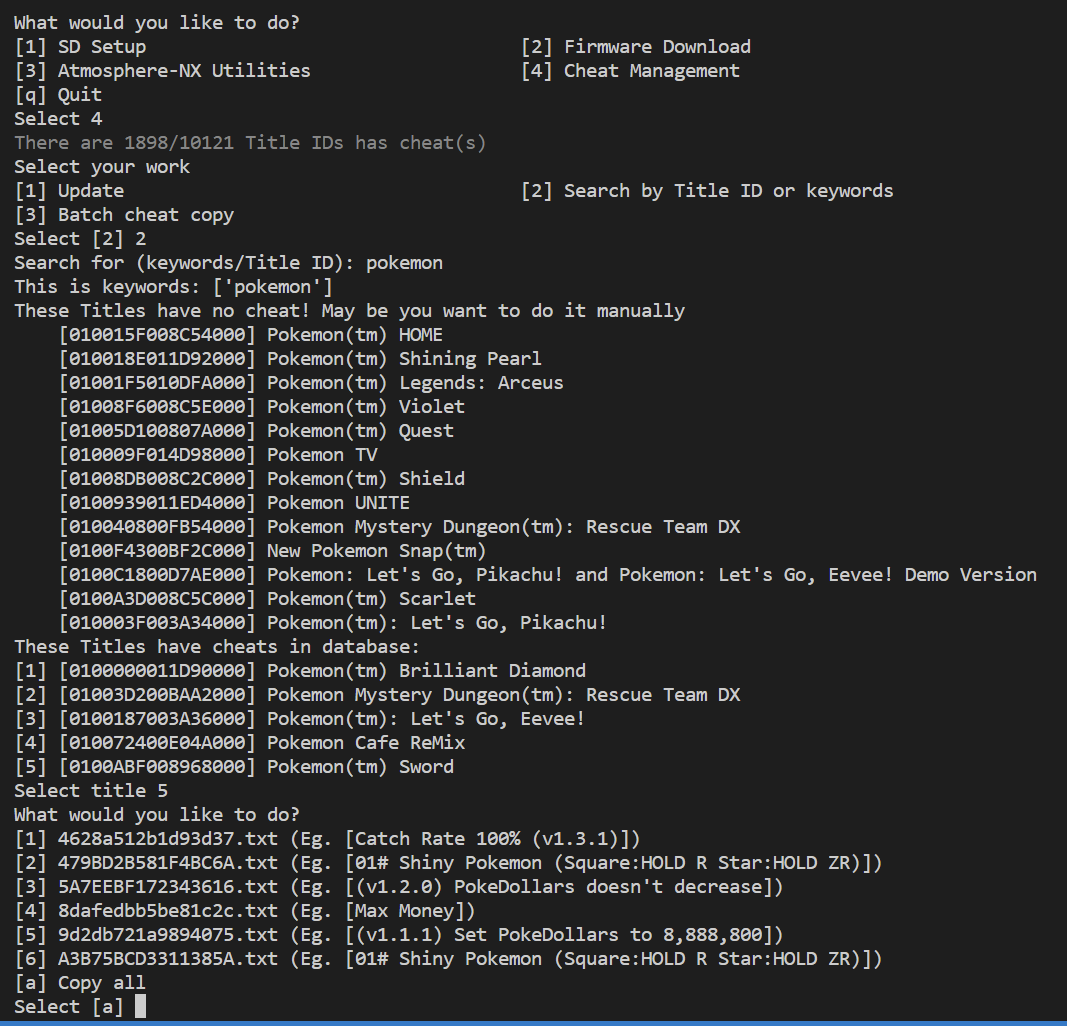 What would you like to do?
[1] SD Setup [2] Firmware Download
[3] Atmosphere-NX Utilities [4] Cheat Management
[q] Quit
Select 4
There are 1898/10121 Title IDs has cheat(s)
Select your work
[1] Update [2] Search by Title ID or keywords
[3] Batch cheat copy
Select [2] 2
Search for (keywords/Title ID): pokemon
This is keywords: ['pokemon']
These Titles have no cheat! May be you want to do it manually
[010015F008C54000] Pokemon(tm) HOME
[010018E011D92000] Pokemon(tm) Shining Pearl
[01001F5010DFA000] Pokemon(tm) Legends: Arceus
[01008F6008C5E000] Pokemon(tm) Violet
[01005D100807A000] Pokemon(tm) Quest
[010009F014D98000] Pokemon TV
[01008DB008C2C000] Pokemon(tm) Shield
[0100939011ED4000] Pokemon UNITE
[010040800FB54000] Pokemon Mystery Dungeon(tm): Rescue Team DX
[0100F4300BF2C000] New Pokemon Snap(tm)
[0100C1800D7AE000] Pokemon: Let's Go, Pikachu! and Pokemon: Let's Go, Eevee! Demo Version
[0100A3D008C5C000] Pokemon(tm) Scarlet
[010003F003A34000] Pokemon(tm): Let's Go, Pikachu!
These Titles have cheats in database:
[1] [0100000011D90000] Pokemon(tm) Brilliant Diamond
[2] [01003D200BAA2000] Pokemon Mystery Dungeon(tm): Rescue Team DX
[3] [0100187003A36000] Pokemon(tm): Let's Go, Eevee!
[4] [010072400E04A000] Pokemon Cafe ReMix
[5] [0100ABF008968000] Pokemon(tm) Sword
Select title 5
What would you like to do?
[1] 4628a512b1d93d37.txt (Eg. [Catch Rate 100% (v1.3.1)])
[2] 479BD2B581F4BC6A.txt (Eg. [01# Shiny Pokemon (Square:HOLD R Star:HOLD ZR)])
[3] 5A7EEBF172343616.txt (Eg. [(v1.2.0) PokeDollars doesn't decrease])
[4] 8dafedbb5be81c2c.txt (Eg. [Max Money])
[5] 9d2db721a9894075.txt (Eg. [(v1.1.1) Set PokeDollars to 8,888,800])
[6] A3B75BCD3311385A.txt (Eg. [01# Shiny Pokemon (Square:HOLD R Star:HOLD ZR)])
[a] Copy all
Select [a]